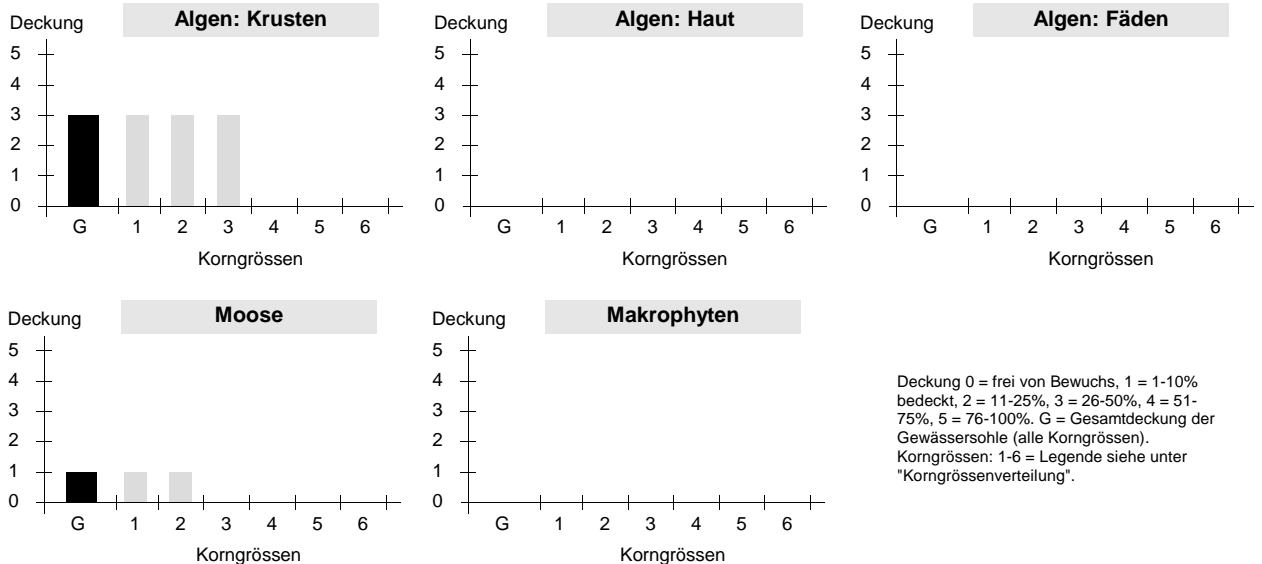 Deckung
Algen: Krusten
5
4
3
2
1
0
G 1 2 3 4 5 6
Korngrössen
Deckung
Algen: Haut
5
4
3
2
1
0
G 1 2 3 4 5 6
Korngrössen
Deckung
Algen: Fäden
5
4
3
2
1
0
G 1 2 3 4 5 6
Korngrössen
Deckung
Moose
5
4
3
2
1
0
G 1 2 3 4 5 6
Korngrössen
Deckung
Makrophyten
5
4
3
2
1
0
G 1 2 3 4 5 6
Korngrössen
Deckung 0 = frei von Bewuchs, 1 = 1-10%
bedeckt, 2 = 11-25%, 3 = 26-50%, 4 = 51-
75%, 5 = 76-100%. G = Gesamtdeckung der
Gewässersohle (alle Korngrössen).
Korngrössen: 1-6 = Legende siehe unter
"Korngrössenverteilung".